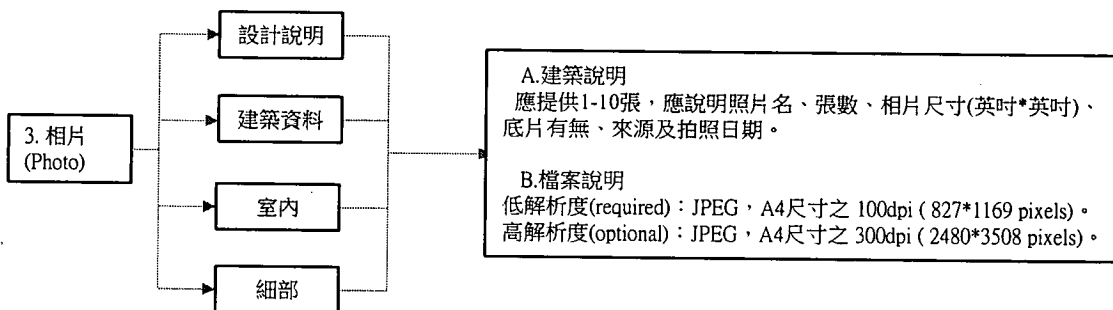 3. 相片
(Photo)
設計說明
建築資料
室內
細部
A.建築說明
應提供1-10張，應說明照片名、張數、相片尺寸(英吋*英吋)、
底片有無、來源及拍照日期。
B.檔案說明
低解析度(required)：JPEG，A4尺寸之 100dpi ( 827*1169 pixels)。
高解析度(optional)：JPEG，A4尺寸之 300dpi ( 2480*3508 pixels)。